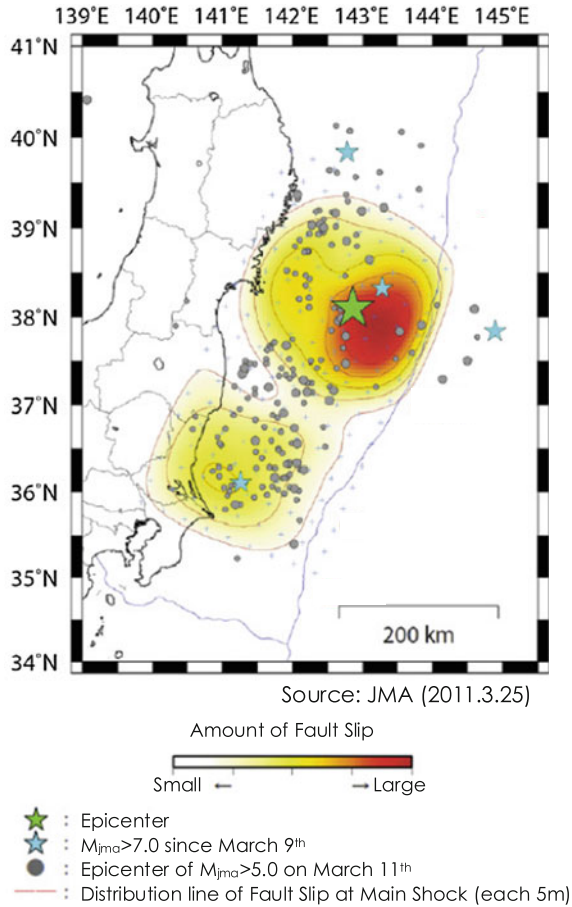 139°E 140°E 141°E 142°E 143°E 144°E 145°E
41°N
40°N
39°N
38°N
37°N
36°N
35°N
34°N
200 km
Source: JMA (2011.3.25)
Amount of Fault Slip
Small ← → Large
: Epicenter
: Mjma>7.0 since March 9th
: Epicenter of Mjma>5.0 on March 11th
: Distribution line of Fault Slip at Main Shock (each 5m)